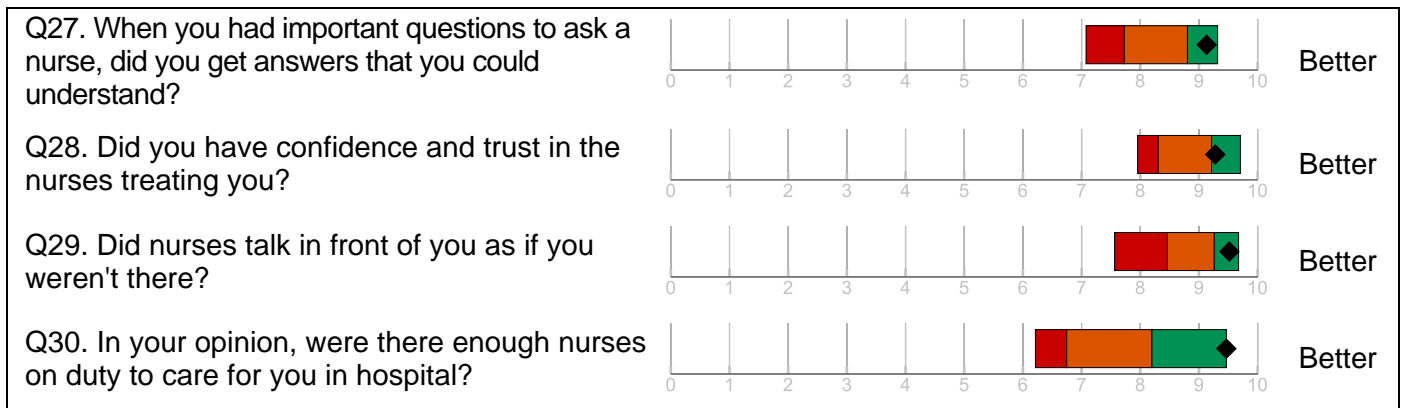 Q27. When you had important questions to ask a
nurse, did you get answers that you could
understand?
0 1 2 3 4 5 6 7 8 9 10
Better
Q28. Did you have confidence and trust in the
nurses treating you?
0 1 2 3 4 5 6 7 8 9 10
Better
Q29. Did nurses talk in front of you as if you
weren't there?
0 1 2 3 4 5 6 7 8 9 10
Better
Q30. In your opinion, were there enough nurses
on duty to care for you in hospital?
0 1 2 3 4 5 6 7 8 9 10
Better